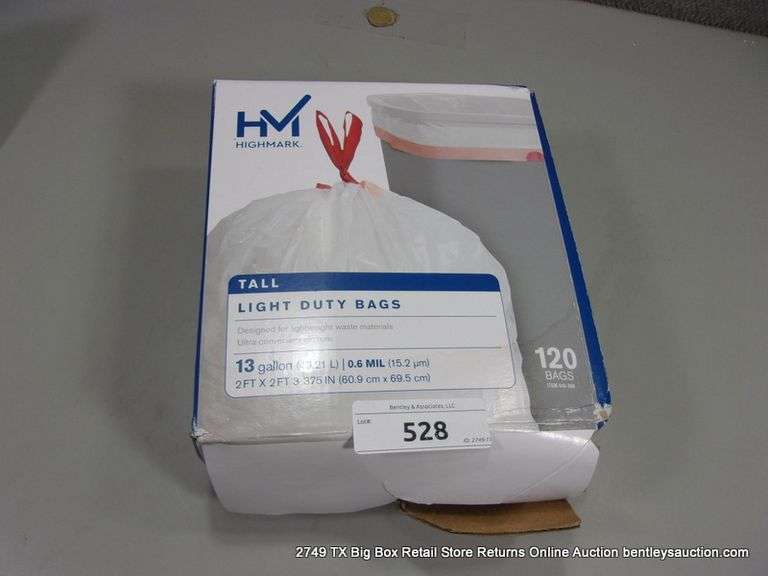 HM
HIGHMARK
TALL
LIGHT DUTY BAGS
Designed for lightweight waste materials
Ultra convenient
13 gallon L) | 0.6 MIL (15.2 µm)
2FT X 2FT 3-375 IN (60.9 cm x 69.5 cm)
120
BAGS
Bentley & Associates, LLC
Lot#:
528
2749 TX Big Box Retail Store Returns Online Auction bentleysauction.com